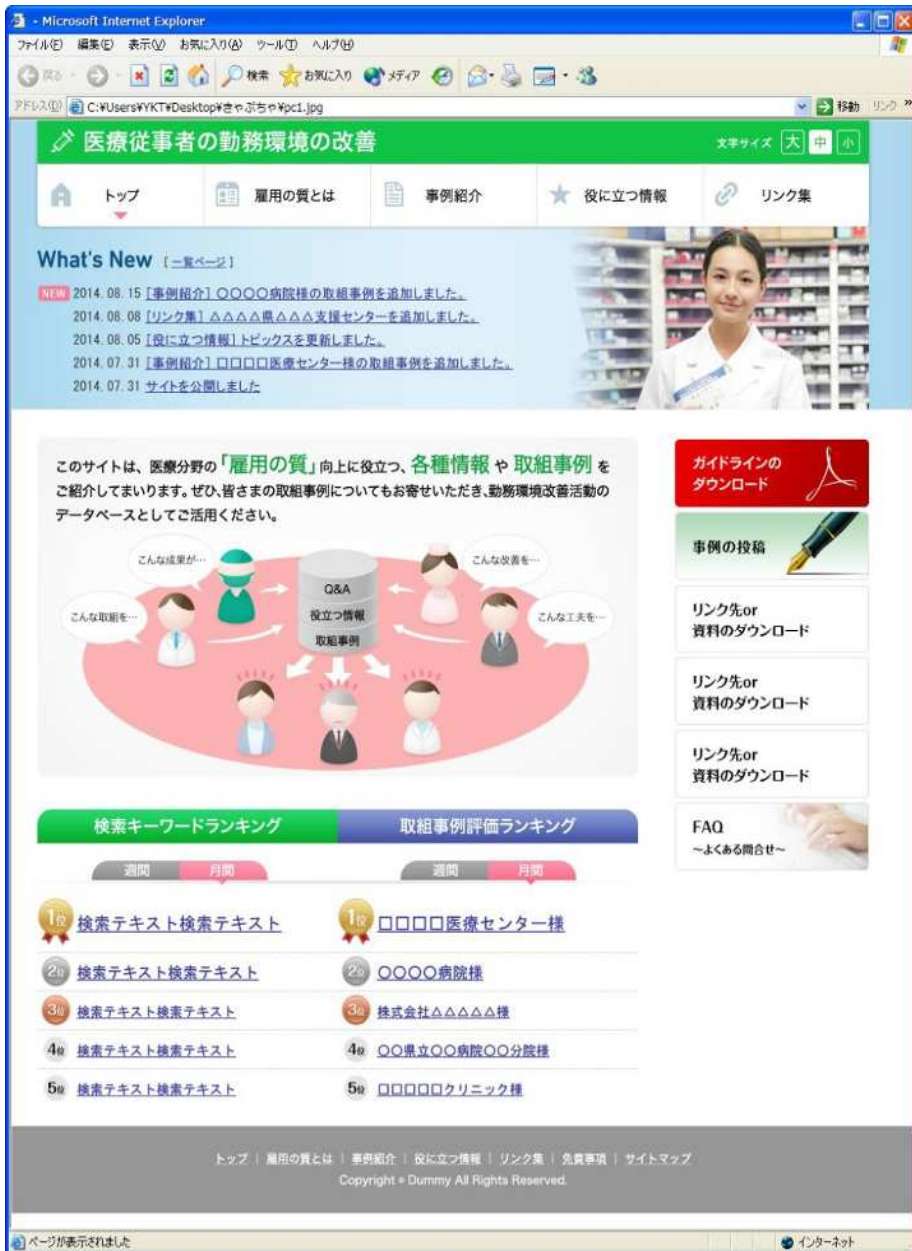 - Microsoft Internet Explorer
ファイル(F) 編集(E) 表示(V) お気に入り(A) ツール(T) ヘルプ(H)
戻る 検索 お気に入り メディア
アドレス(D) C:¥Users¥YKT¥Desktop¥きゃぷちゃ¥pc1.jpg 移動 リンク »
医療従事者の勤務環境の改善 文字サイズ 大 中 小
トップ 雇用の質とは 事例紹介 役に立つ情報 リンク集
What's New [一覧ページ]
NEW 2014. 08. 15 [事例紹介] 〇〇〇〇病院様の取組事例を追加しました。
2014. 08. 08 [リンク集] △△△△県△△△支援センターを追加しました。
2014. 08. 05 [役に立つ情報] トピックスを更新しました。
2014. 07. 31 [事例紹介] 口口口口医療センター様の取組事例を追加しました。
2014. 07. 31 サイトを公開しました
このサイトは、医療分野の「雇用の質」向上に役立つ、各種情報 や 取組事例 を
ご紹介してまいります。ぜひ、皆さまの取組事例についてもお寄せいただき、勤務環境改善活動の
データベースとしてご活用ください。
こんな成果が…
こんな改善を…
こんな取組を…
こんな工夫を…
Q&A
役立つ情報
取組事例
ガイドラインの
ダウンロード
事例の投稿
リンク先or
資料のダウンロード
リンク先or
資料のダウンロード
リンク先or
資料のダウンロード
FAQ
〜よくある問合せ〜
検索キーワードランキング 取組事例評価ランキング
週間 月間 週間 月間
1位 検索テキスト検索テキスト 1位 口口口口医療センター様
2位 検索テキスト検索テキスト 2位 〇〇〇〇病院様
3位 検索テキスト検索テキスト 3位 株式会社△△△△△様
4位 検索テキスト検索テキスト 4位 〇〇県立〇〇病院〇〇分院様
5位 検索テキスト検索テキスト 5位 口口口口口クリニック様
トップ | 雇用の質とは | 事例紹介 | 役に立つ情報 | リンク集 | 免責事項 | サイトマップ
Copyright © Dummy All Rights Reserved.
ページが表示されました インターネット